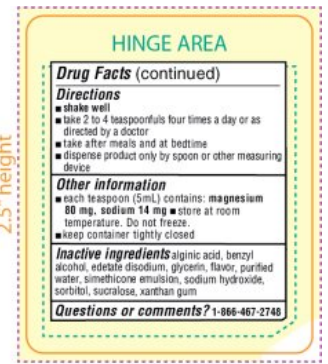 HINGE AREA
Drug Facts (continued)
Directions
■ shake well
■ take 2 to 4 teaspoonfuls four times a day or as
directed by a doctor
■ take after meals and at bedtime
■ dispense product only by spoon or other measuring
device
Other information
■ each teaspoon (5mL) contains: magnesium
80 mg, sodium 14 mg ■ store at room
temperature. Do not freeze.
■ keep container tightly closed
Inactive ingredients alginic acid, benzyl
alcohol, edetate disodium, glycerin, flavor, purified
water, simethicone emulsion, sodium hydroxide,
sorbitol, sucralose, xanthan gum
Questions or comments? 1-866-467-2748
2.5" height